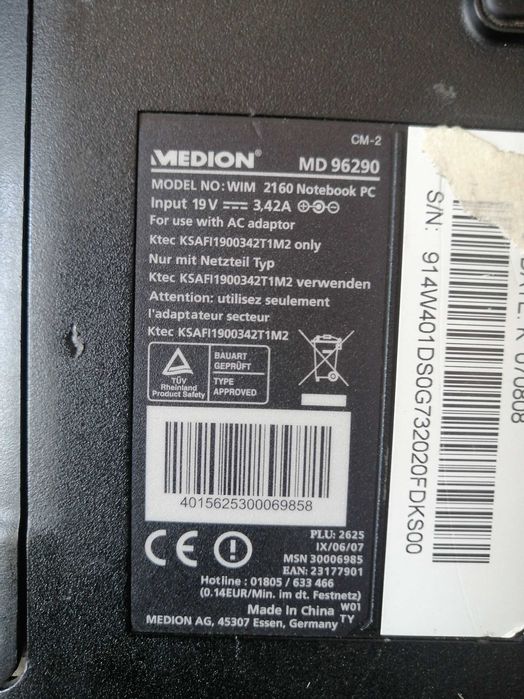 CM-2
MEDION® MD 96290
MODEL NO: WIM 2160 Notebook PC
Input 19V ⎓ 3,42A
For use with AC adaptor
Ktec KSAFI1900342T1M2 only
Nur mit Netzteil Typ
Ktec KSAFI1900342T1M2 verwenden
Attention: utilisez seulement
l'adaptateur secteur
Ktec KSAFI1900342T1M2
TÜV
Rheinland
Product Safety
BAUART
GEPRÜFT
TYPE
APPROVED
4015625300069858
CE
PLU: 2625
IX/06/07
MSN 30006985
EAN: 23177901
Hotline : 01805 / 633 466
(0.14EUR/Min. im dt. Festnetz)
Made In China W01
MEDION AG, 45307 Essen, Germany TY
S/N: 914W401DS0G732020FDKS00
070808